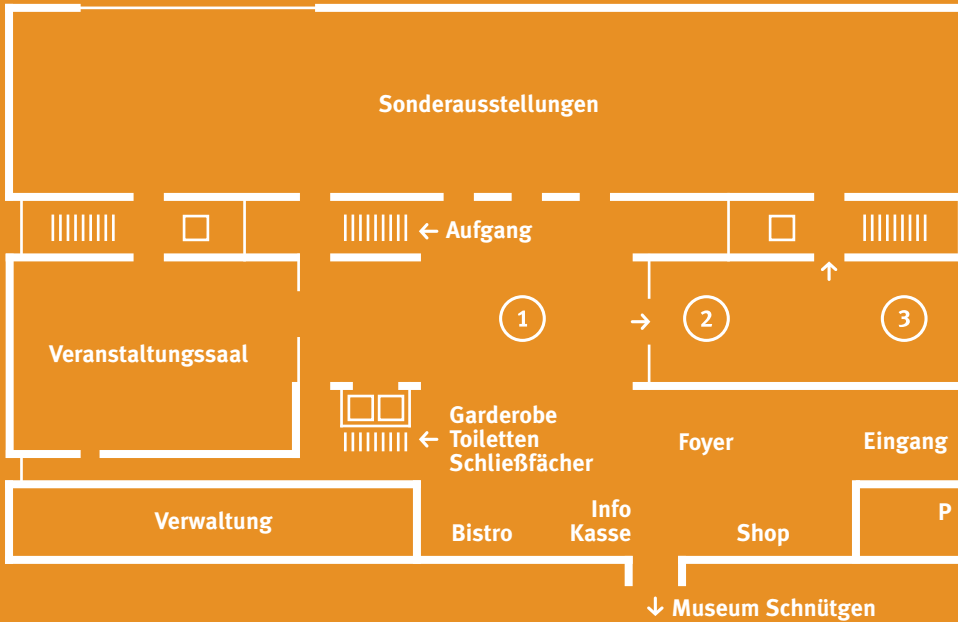 Sonderausstellungen
← Aufgang
↑
1
→
2
3
Veranstaltungssaal
Garderobe
← Toiletten
Schließfächer
Foyer
Eingang
Verwaltung
Bistro
Info
Kasse
Shop
P
↓ Museum Schnütgen